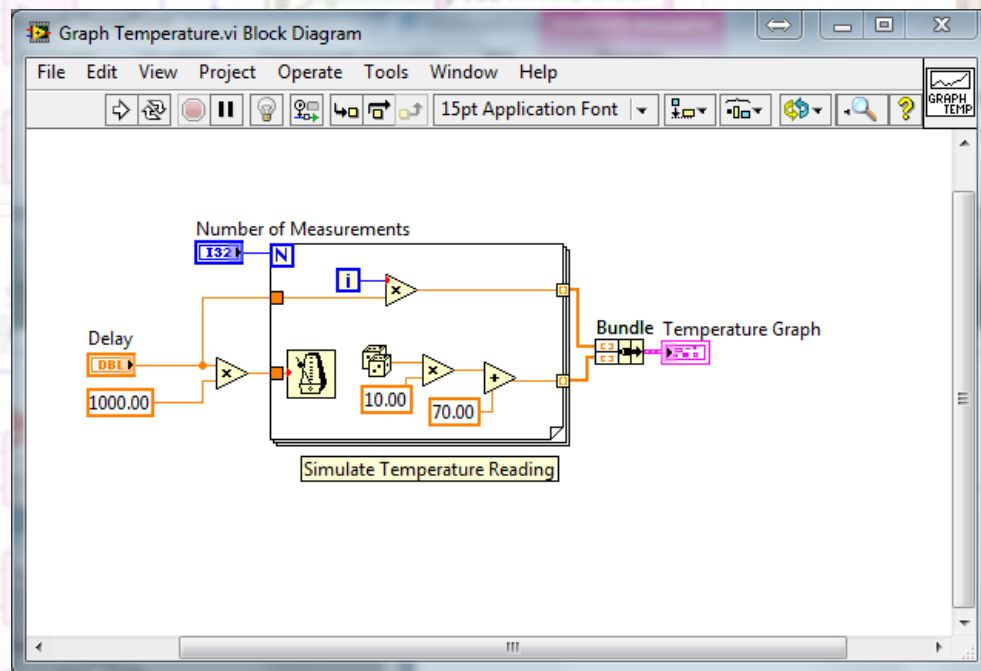 Graph Temperature.vi Block Diagram
File Edit View Project Operate Tools Window Help
15pt Application Font
GRAPH
TEMP
Number of Measurements
I32
N
i
x
Delay
DBL
x
1000.00
x
10.00
+
70.00
Bundle
Temperature Graph
Simulate Temperature Reading